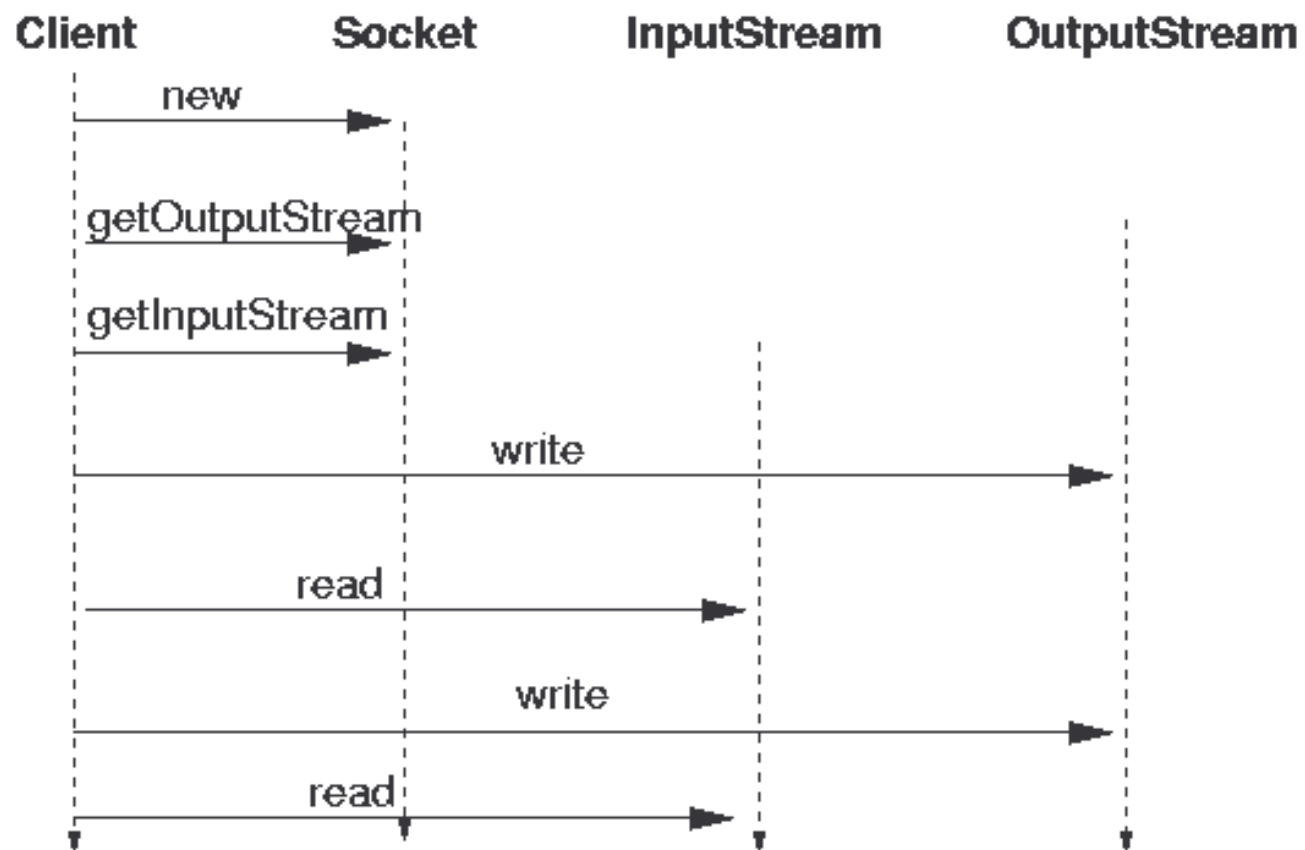 Client Socket InputStream OutputStream
new
getOutputStream
getInputStream
write
read
write
read